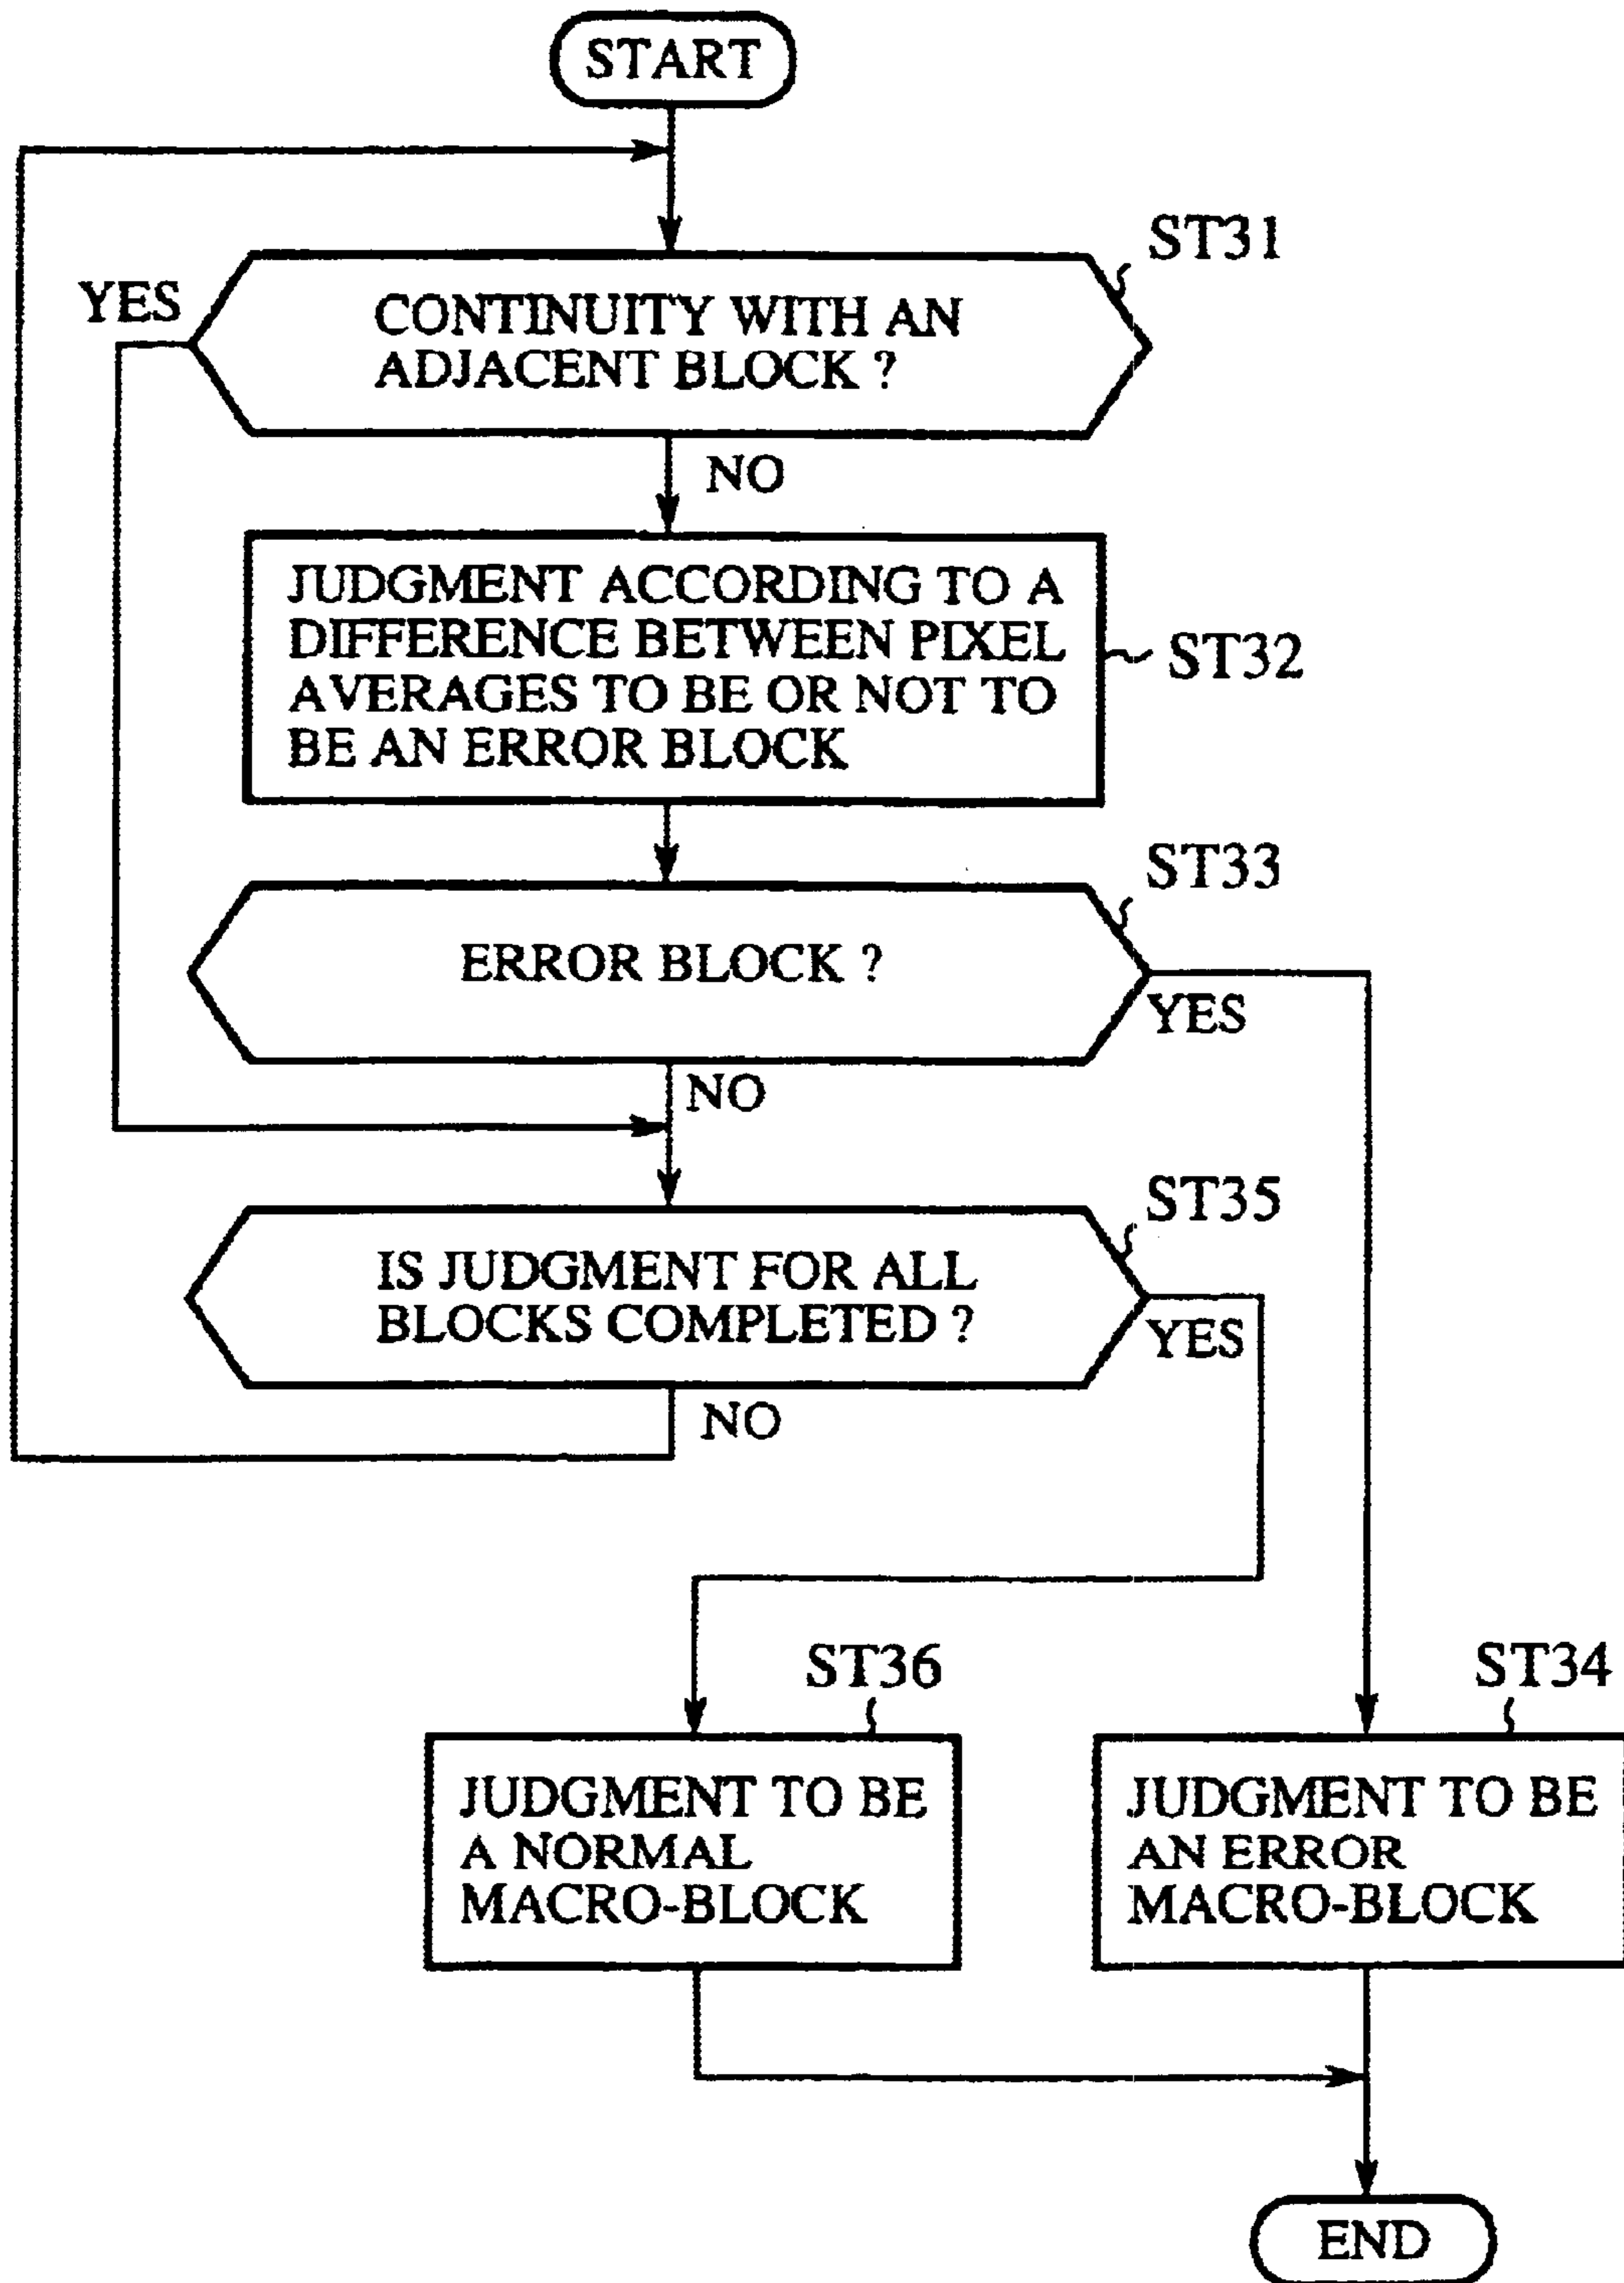 START
ST31
YES
CONTINUITY WITH AN
ADJACENT BLOCK ?
NO
JUDGMENT ACCORDING TO A
DIFFERENCE BETWEEN PIXEL
AVERAGES TO BE OR NOT TO
BE AN ERROR BLOCK
ST32
ST33
ERROR BLOCK ?
YES
NO
ST35
IS JUDGMENT FOR ALL
BLOCKS COMPLETED ?
YES
NO
ST36
ST34
JUDGMENT TO BE
A NORMAL
MACRO-BLOCK
JUDGMENT TO BE
AN ERROR
MACRO-BLOCK
END